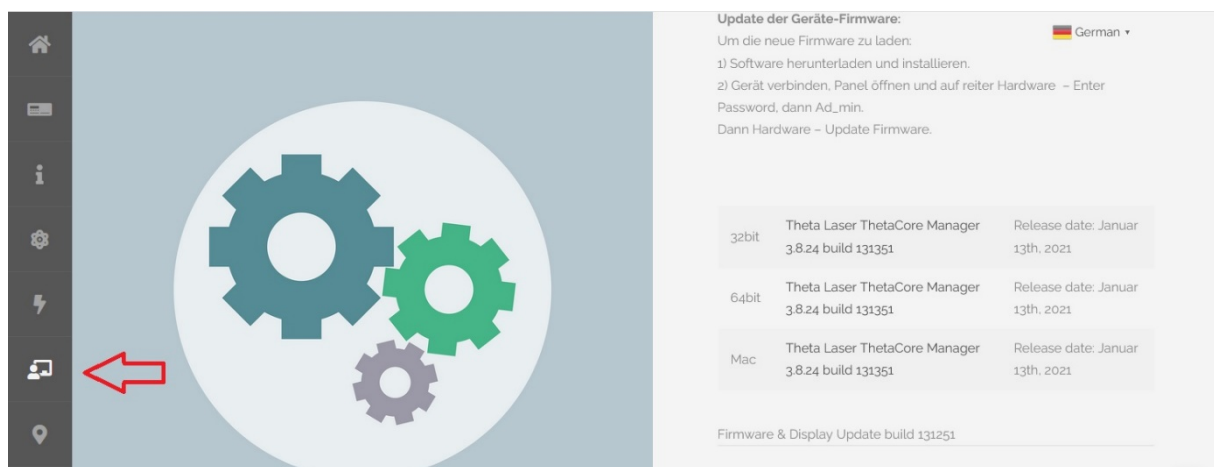 Update der Geräte-Firmware:
German ▾
Um die neue Firmware zu laden:
1) Software herunterladen und installieren.
2) Gerät verbinden, Panel öffnen und auf reiter Hardware – Enter
Password, dann Ad_min.
Dann Hardware – Update Firmware.
32bit Theta Laser ThetaCore Manager Release date: Januar
3.8.24 build 131351 13th, 2021
64bit Theta Laser ThetaCore Manager Release date: Januar
3.8.24 build 131351 13th, 2021
Mac Theta Laser ThetaCore Manager Release date: Januar
3.8.24 build 131351 13th, 2021
Firmware & Display Update build 131251